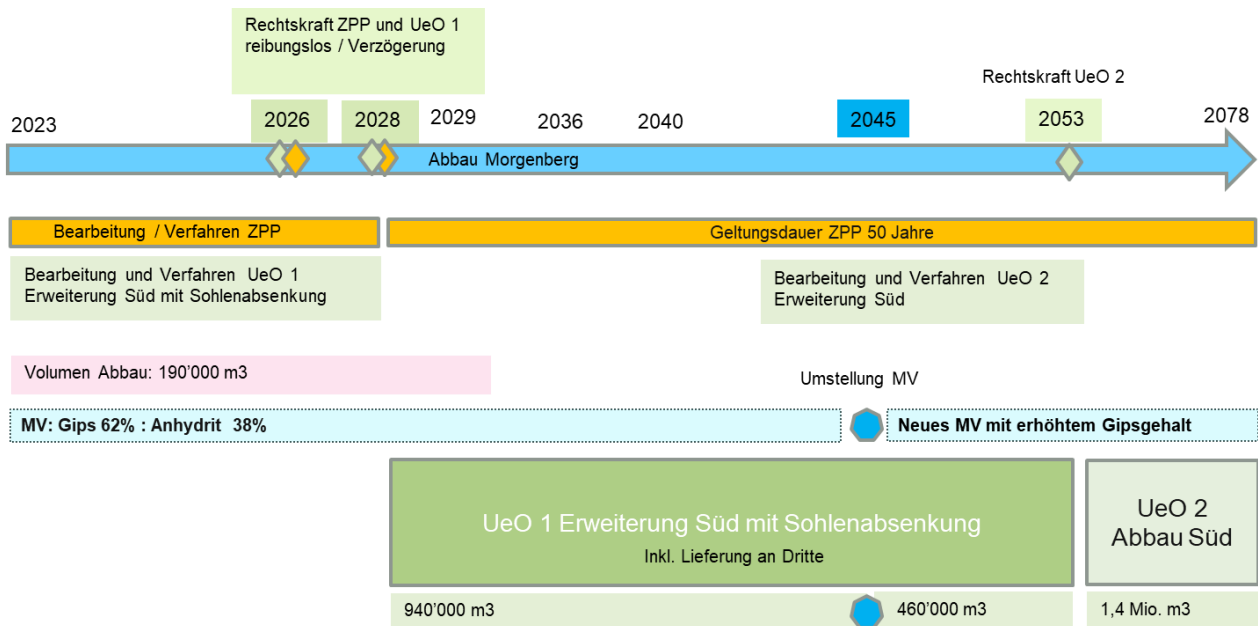 Rechtskraft ZPP und UeO 1
reibungslos / Verzögerung
Rechtskraft UeO 2
2023
2026
2028
2029
2036
2040
2045
2053
2078
Abbau Morgenberg
Bearbeitung / Verfahren ZPP
Geltungsdauer ZPP 50 Jahre
Bearbeitung und Verfahren UeO 1
Erweiterung Süd mit Sohlenabsenkung
Bearbeitung und Verfahren UeO 2
Erweiterung Süd
Volumen Abbau: 190’000 m3
Umstellung MV
MV: Gips 62% : Anhydrit 38%
Neues MV mit erhöhtem Gipsgehalt
UeO 1 Erweiterung Süd mit Sohlenabsenkung
Inkl. Lieferung an Dritte
UeO 2
Abbau Süd
940’000 m3
460’000 m3
1,4 Mio. m3